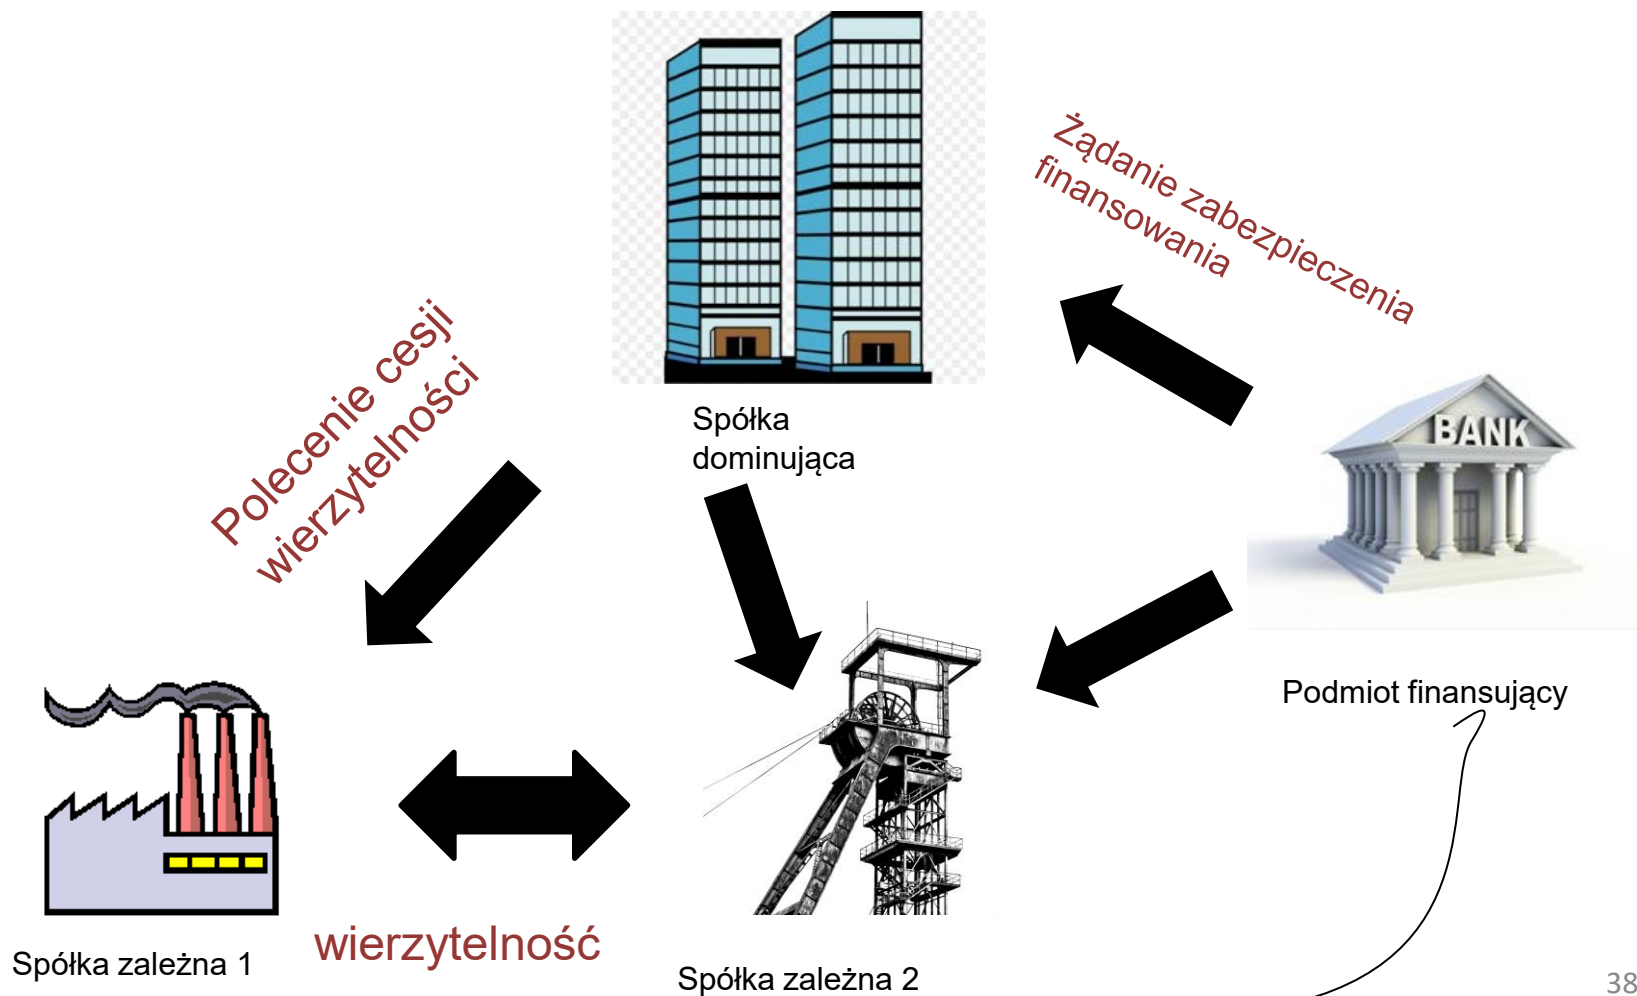 Żądanie zabezpieczenia
finansowania
Polecenie cesji
wierzytelności
Spółka
dominująca
BANK
Podmiot finansujący
wierzytelność
Spółka zależna 1
Spółka zależna 2
38